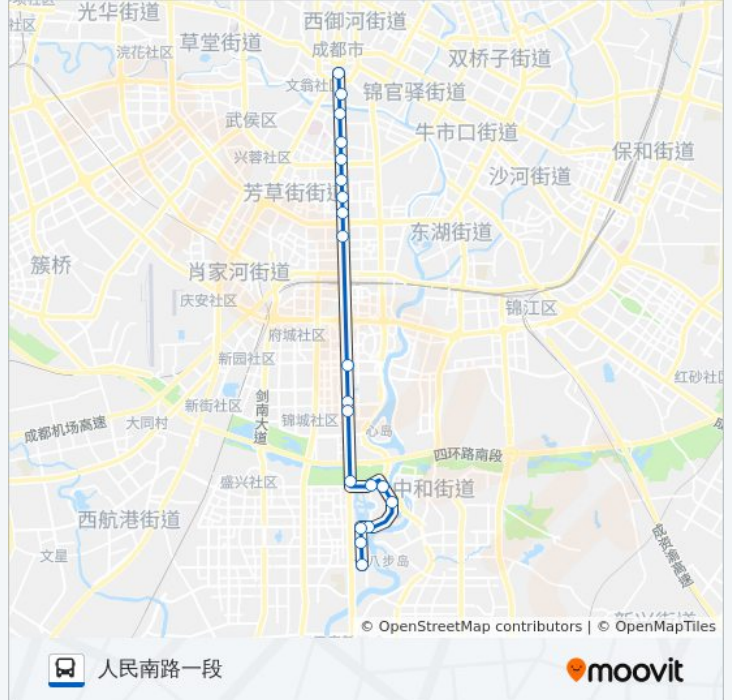 光华街道
西御河街道
社区
浣花社区
草堂街道
成都市
双桥子街道
文翁社
锦官驿街道
武侯区
牛市口街道
兴蓉社区
保和街道
芳草街街道
沙河街道
东湖街道
簇桥
肖家河街道
庆安社区
锦江区
府城社区
新园社区
红砂社区
新街社区
剑南大道
成都机场高速
大同村
锦城社区
心岛
四环路南段
盛兴社区
中和街道
西航港街道
文星
八步岛
成资渝高速
© OpenStreetMap contributors | © OpenMapTiles
人民南路一段
moovit